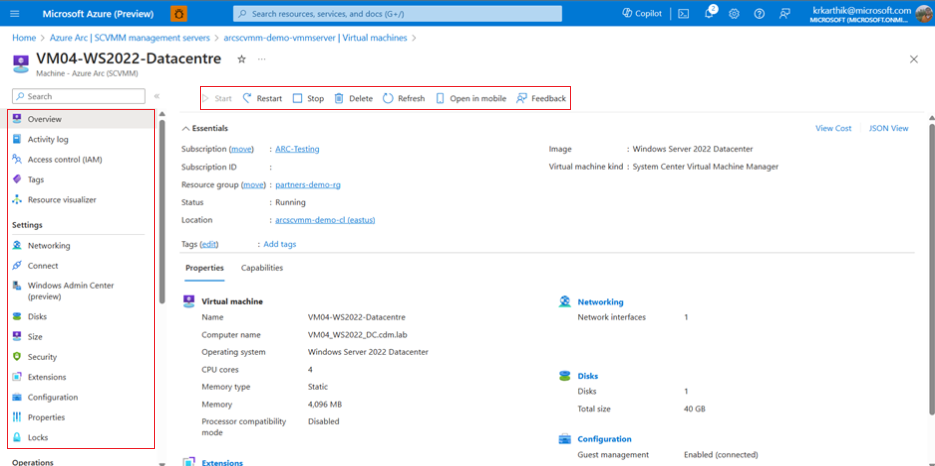 Microsoft Azure (Preview)
Search resources, services, and docs (G+/)
Copilot
2
krkarthik@microsoft.com
MICROSOFT (MICROSOFT.ONMI...
Home > Azure Arc | SCVMM management servers > arcscvmm-demo-vmmserver | Virtual machines >
VM04-WS2022-Datacentre
Machine - Azure Arc (SCVMM)
Search
Start Restart Stop Delete Refresh Open in mobile Feedback
Overview
Activity log
Access control (IAM)
Tags
Resource visualizer
Settings
Networking
Connect
Windows Admin Center
(preview)
Disks
Size
Security
Extensions
Configuration
Properties
Locks
Operations
Essentials
View Cost JSON View
Subscription (move) : ARC-Testing
Subscription ID :
Resource group (move) : partners-demo-rg
Status : Running
Location : arcscvmm-demo-cl (eastus)
Image : Windows Server 2022 Datacenter
Virtual machine kind : System Center Virtual Machine Manager
Tags (edit) : Add tags
Properties Capabilities
Virtual machine
Name VM04-WS2022-Datacentre
Computer name VM04_WS2022_DC.cdm.lab
Operating system Windows Server 2022 Datacenter
CPU cores 4
Memory type Static
Memory 4,096 MB
Processor compatibility Disabled
mode
Extensions
Networking
Network interfaces 1
Disks
Disks 1
Total size 40 GB
Configuration
Guest management Enabled (connected)